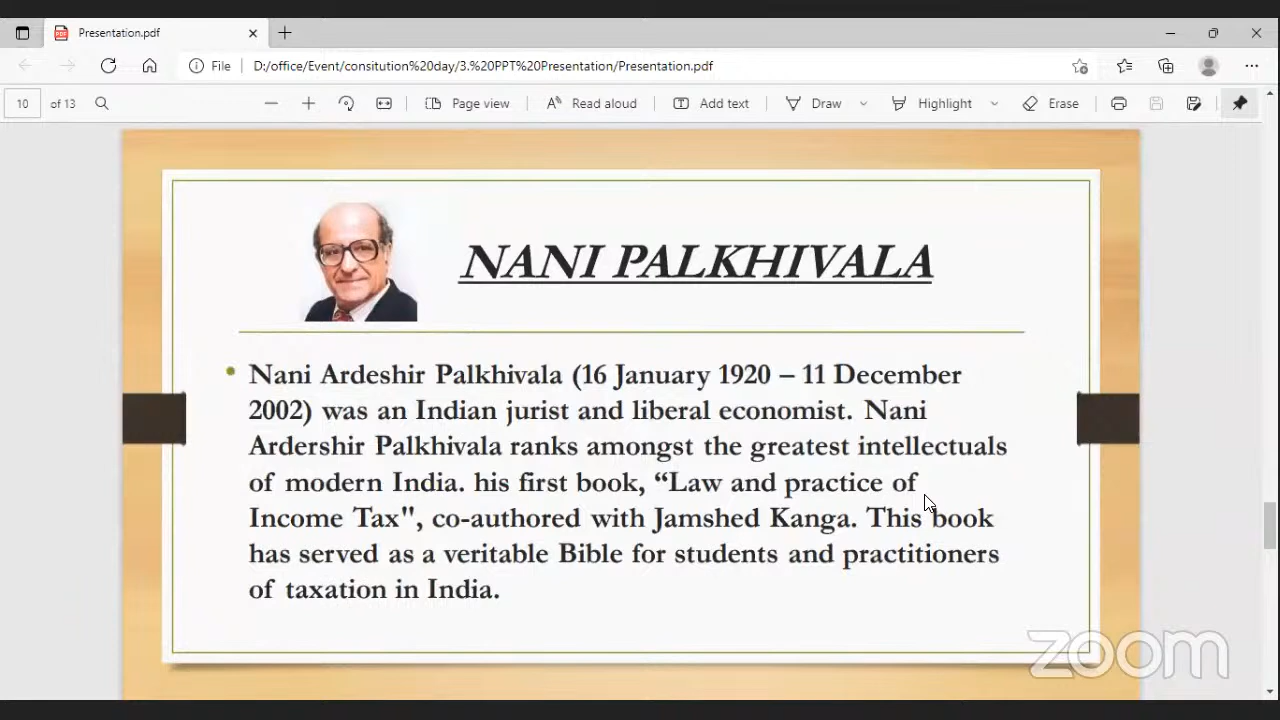 Presentation.pdf
File D:/office/Event/consitution%20day/3.%20PPT%20Presentation/Presentation.pdf
10 of 13 Page view Read aloud Add text Draw Highlight Erase
NANI PALKHIVALA
Nani Ardeshir Palkhivala (16 January 1920 – 11 December
2002) was an Indian jurist and liberal economist. Nani
Ardershir Palkhivala ranks amongst the greatest intellectuals
of modern India. his first book, “Law and practice of
Income Tax", co-authored with Jamshed Kanga. This book
has served as a veritable Bible for students and practitioners
of taxation in India.
zoom